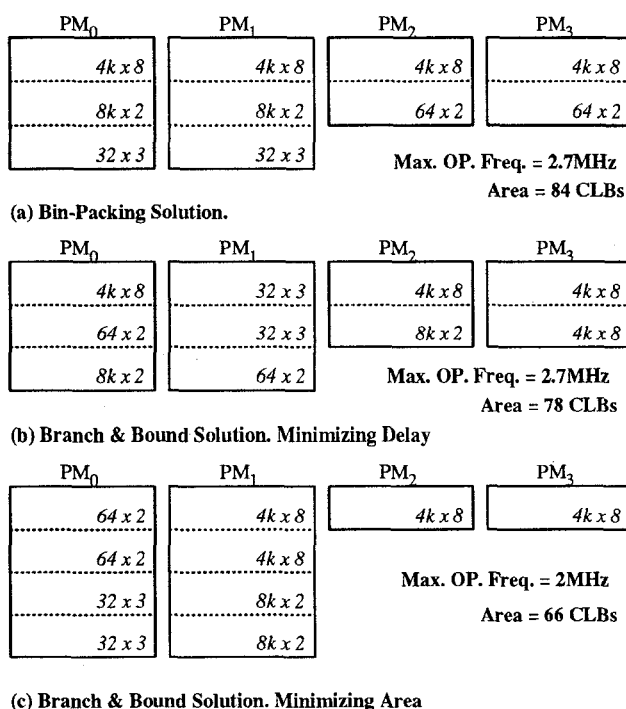 PM0 PM1 PM2 PM3
4k x 8 4k x 8 4k x 8 4k x 8
8k x 2 8k x 2 64 x 2 64 x 2
32 x 3 32 x 3
Max. OP. Freq. = 2.7MHz
Area = 84 CLBs
(a) Bin-Packing Solution.
PM0 PM1 PM2 PM3
4k x 8 32 x 3 4k x 8 4k x 8
64 x 2 32 x 3 8k x 2 4k x 8
8k x 2 64 x 2
Max. OP. Freq. = 2.7MHz
Area = 78 CLBs
(b) Branch & Bound Solution. Minimizing Delay
PM0 PM1 PM2 PM3
64 x 2 4k x 8 4k x 8 4k x 8
64 x 2 4k x 8
32 x 3 8k x 2
32 x 3 8k x 2
Max. OP. Freq. = 2MHz
Area = 66 CLBs
(c) Branch & Bound Solution. Minimizing Area